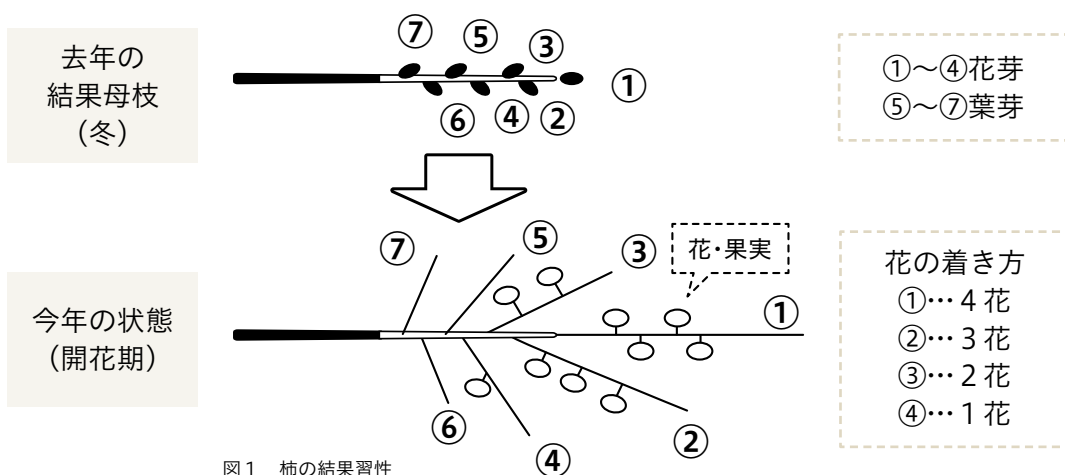 去年の
結果母枝
(冬)
⑦
⑤
③
①
⑥
④
②
①～④花芽
⑤～⑦葉芽
今年の状態
(開花期)
⑦
⑤
③
花・果実
①
⑥
④
②
花の着き方
①…４花
②…３花
③…２花
④…１花
図１　柿の結果習性